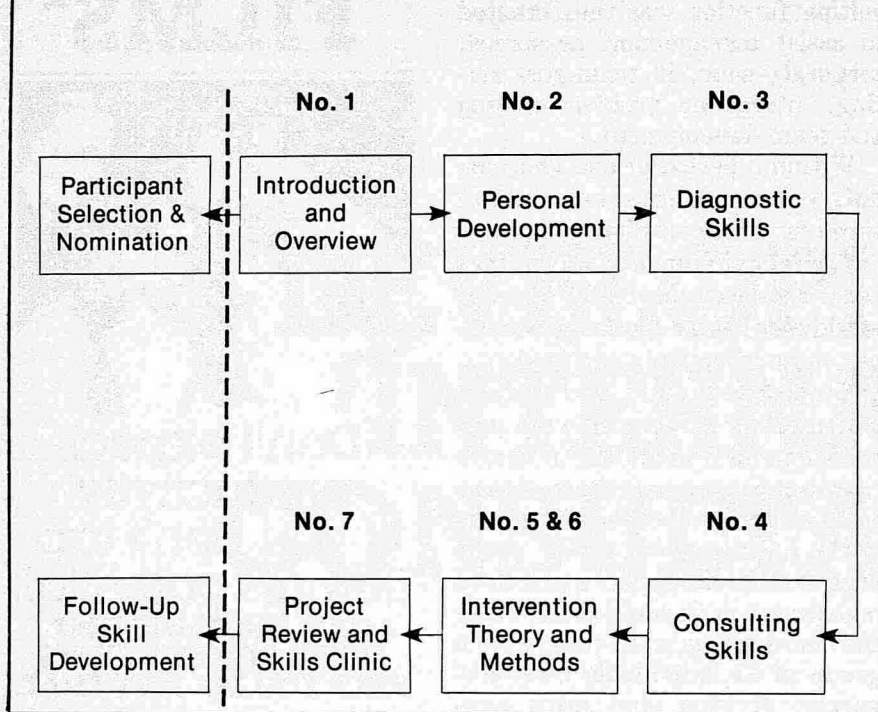 No. 1
No. 2
No. 3
Participant
Selection &
Nomination
Introduction
and
Overview
Personal
Development
Diagnostic
Skills
No. 7
No. 5 & 6
No. 4
Follow-Up
Skill
Development
Project
Review and
Skills Clinic
Intervention
Theory and
Methods
Consulting
Skills